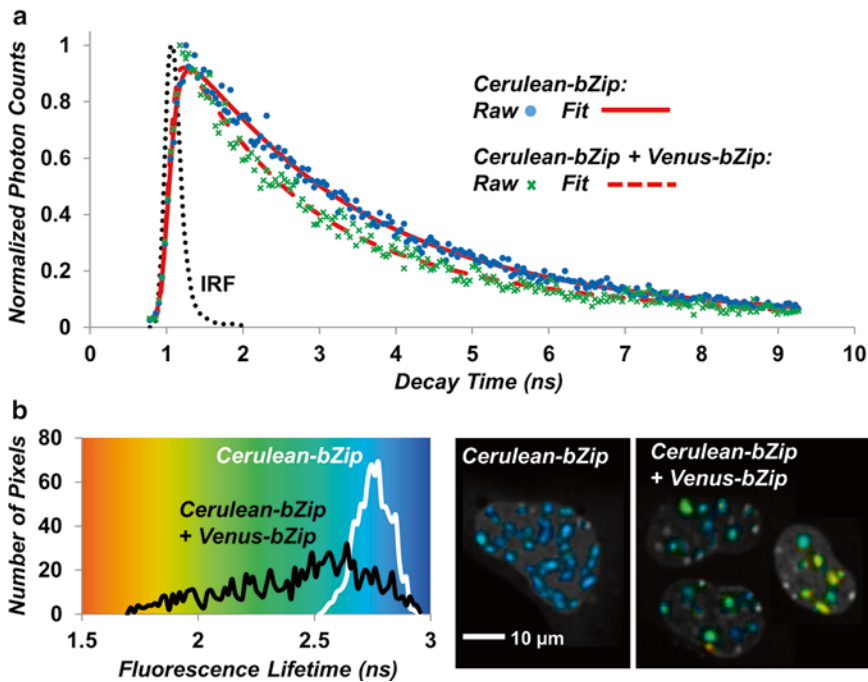 a
Normalized Photon Counts
1
0.8
0.6
0.4
0.2
0
IRF
Cerulean-bZip:
Raw Fit
Cerulean-bZip + Venus-bZip:
Raw x Fit
0 1 2 3 4 5 6 7 8 9 10
Decay Time (ns)
b
Number of Pixels
80
60
40
20
0
Cerulean-bZip
Cerulean-bZip
+ Venus-bZip
1.5 2 2.5 3
Fluorescence Lifetime (ns)
Cerulean-bZip
10 µm
Cerulean-bZip
+ Venus-bZip